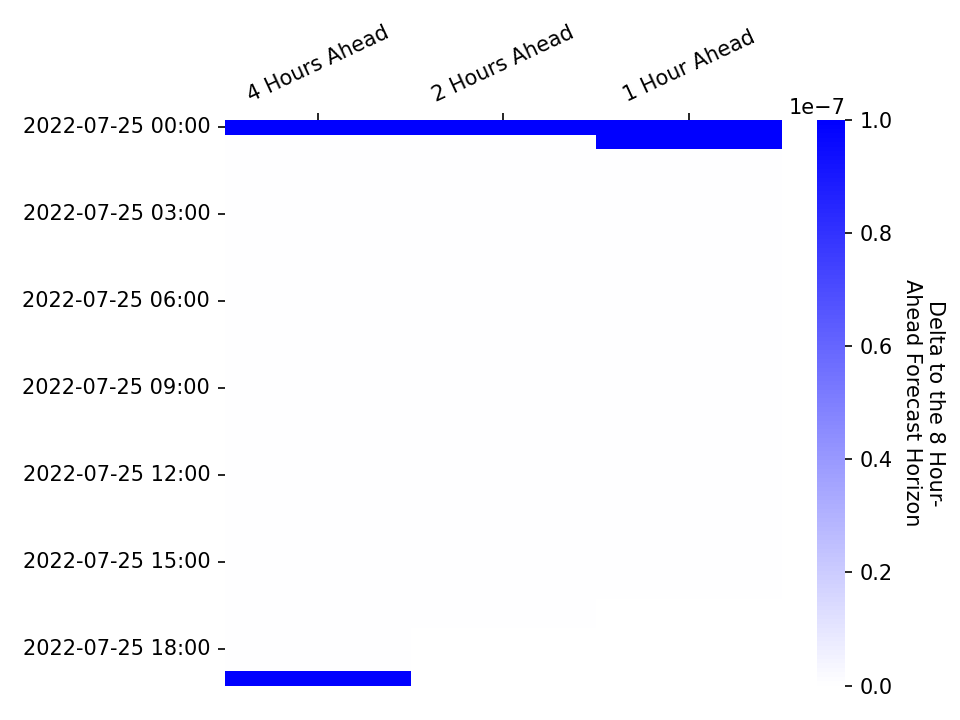 4 Hours Ahead
2 Hours Ahead
1 Hour Ahead
1e−7
2022-07-25 00:00
2022-07-25 03:00
2022-07-25 06:00
2022-07-25 09:00
2022-07-25 12:00
2022-07-25 15:00
2022-07-25 18:00
1.0
0.8
0.6
0.4
0.2
0.0
Delta to the 8 Hour-
Ahead Forecast Horizon